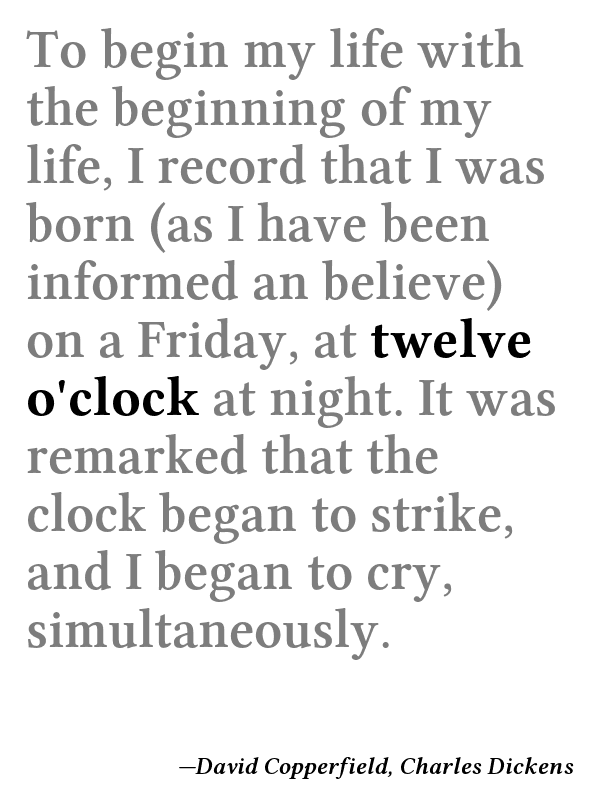 To begin my life with
the beginning of my
life, I record that I was
born (as I have been
informed an believe)
on a Friday, at twelve
o'clock at night. It was
remarked that the
clock began to strike,
and I began to cry,
simultaneously.
—David Copperfield, Charles Dickens